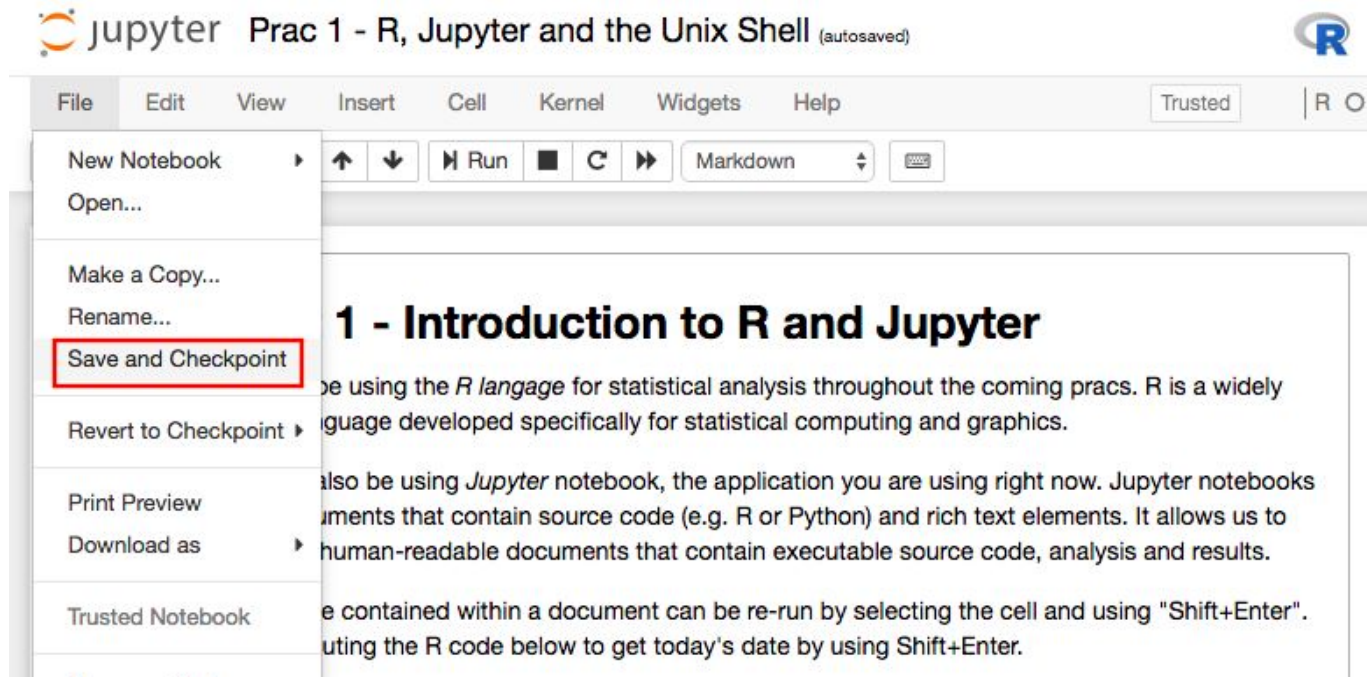 jupyter Prac 1 - R, Jupyter and the Unix Shell (autosaved)
R
File Edit View Insert Cell Kernel Widgets Help Trusted R
New Notebook
Run Markdown
Open...
Make a Copy...
Rename...
1 - Introduction to R and Jupyter
Save and Checkpoint
be using the R langage for statistical analysis throughout the coming pracs. R is a widely
Revert to Checkpoint
guage developed specifically for statistical computing and graphics.
also be using Jupyter notebook, the application you are using right now. Jupyter notebooks
Print Preview
uments that contain source code (e.g. R or Python) and rich text elements. It allows us to
Download as
human-readable documents that contain executable source code, analysis and results.
Trusted Notebook
e contained within a document can be re-run by selecting the cell and using "Shift+Enter".
uting the R code below to get today's date by using Shift+Enter.